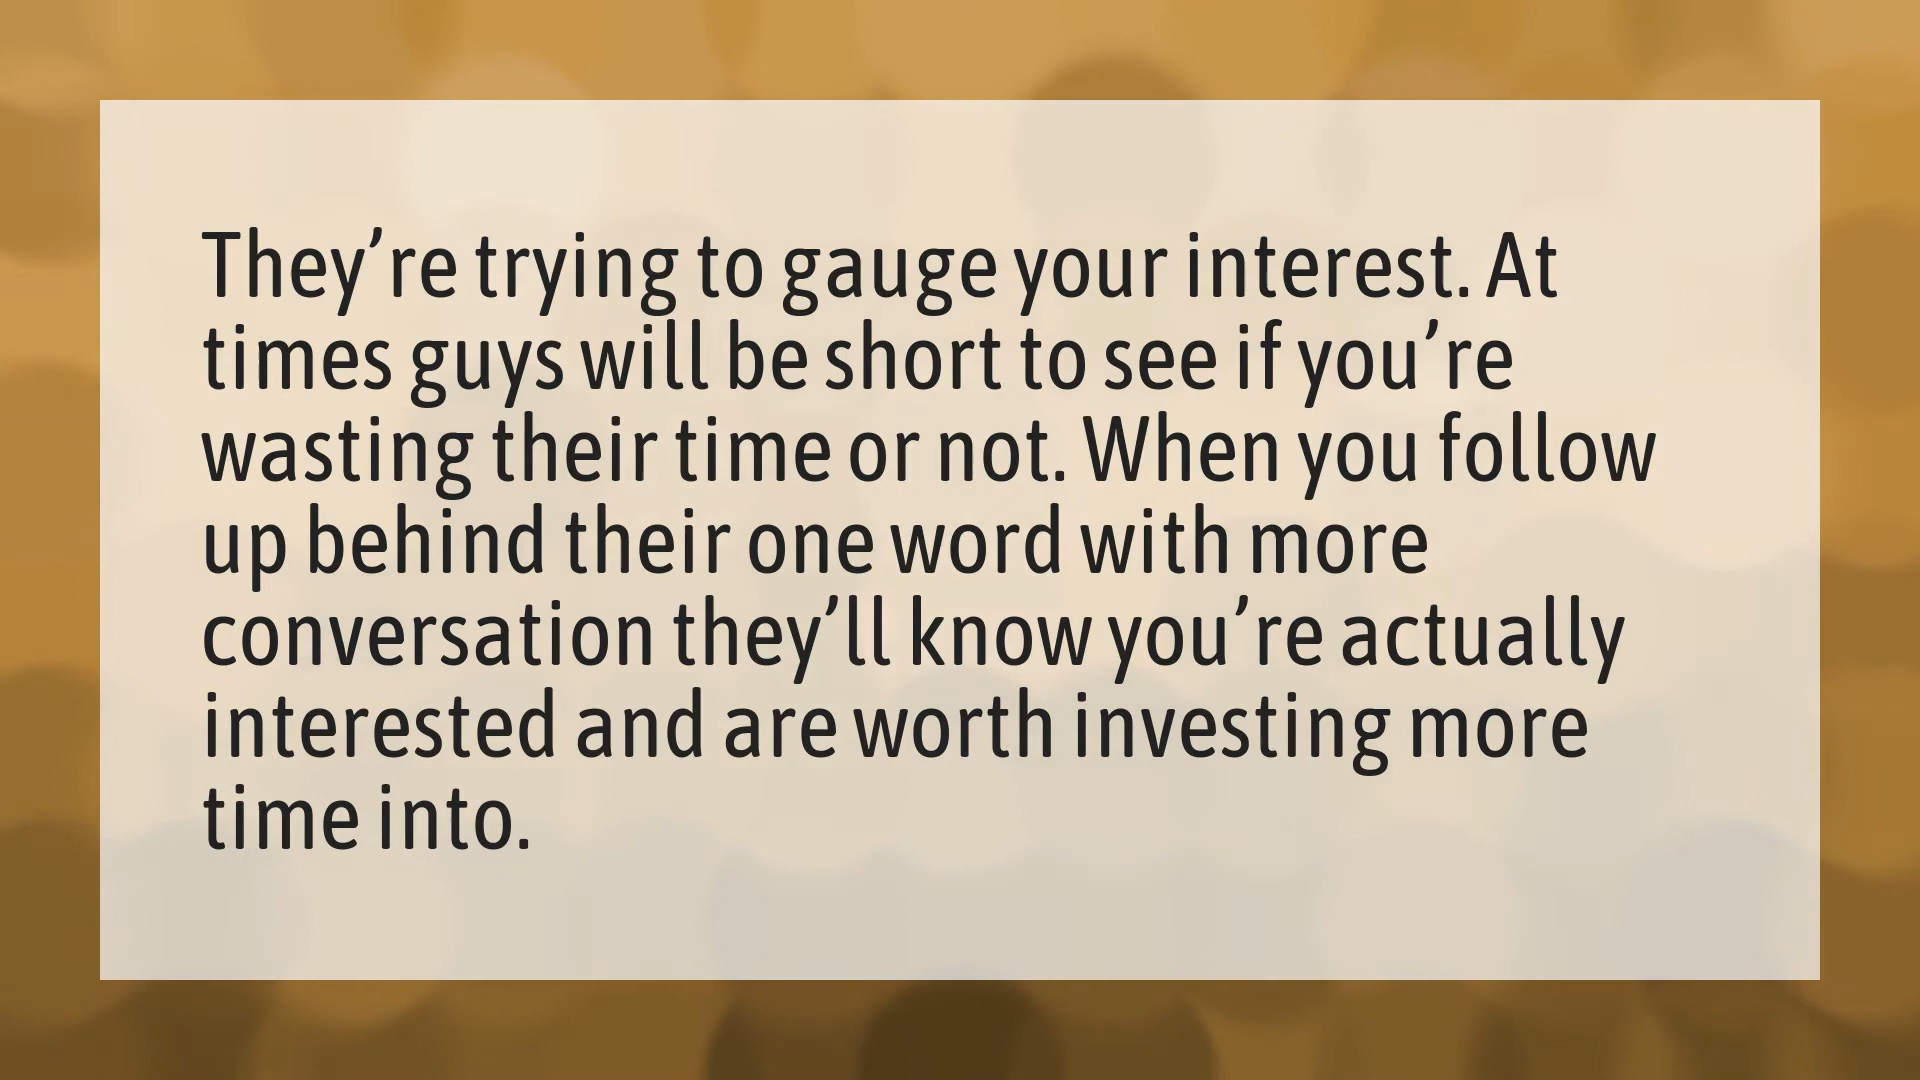 They’re trying to gauge your interest. At
times guys will be short to see if you’re
wasting their time or not. When you follow
up behind their one word with more
conversation they’ll know you’re actually
interested and are worth investing more
time into.